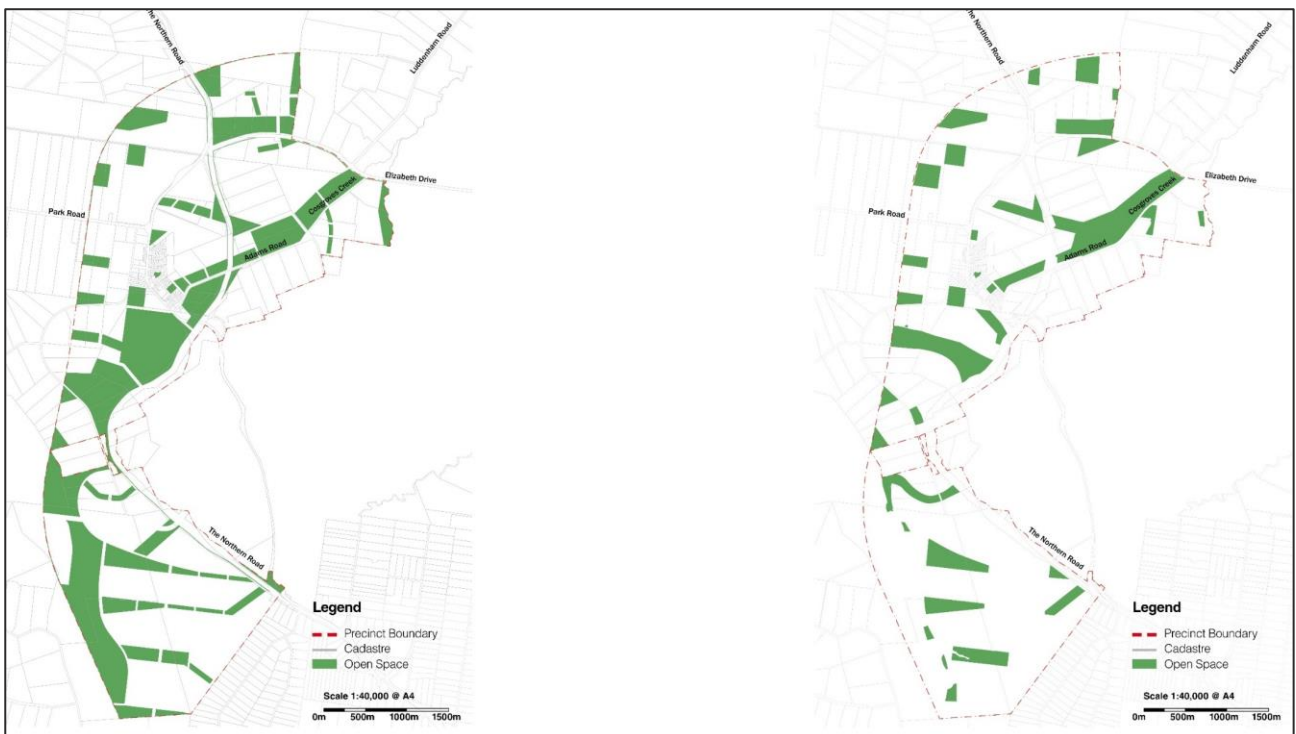 The Northern Road
Luddenham Road
Elizabeth Drive
Cosgroves Creek
Park Road
Adams Road
The Northern Road
Legend
Precinct Boundary
Cadastre
Open Space
Scale 1:40,000 @ A4
0m 500m 1000m 1500m
The Northern Road
Luddenham Road
Elizabeth Drive
Cosgroves Creek
Park Road
Adams Road
The Northern Road
Legend
Precinct Boundary
Cadastre
Open Space
Scale 1:40,000 @ A4
0m 500m 1000m 1500m